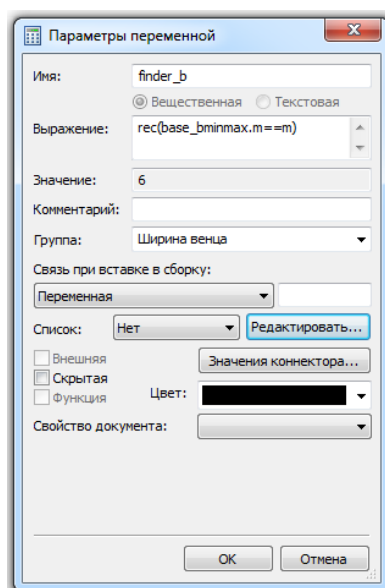 Параметры переменной
Имя: finder_b
Вещественная Текстовая
Выражение: rec(base_bminmax.m==m)
Значение: 6
Комментарий:
Группа: Ширина венца
Связь при вставке в сборку:
Переменная
Список: Нет Редактировать...
Внешняя Значения коннектора...
Скрытая
Функция Цвет:
Свойство документа:
OK Отмена